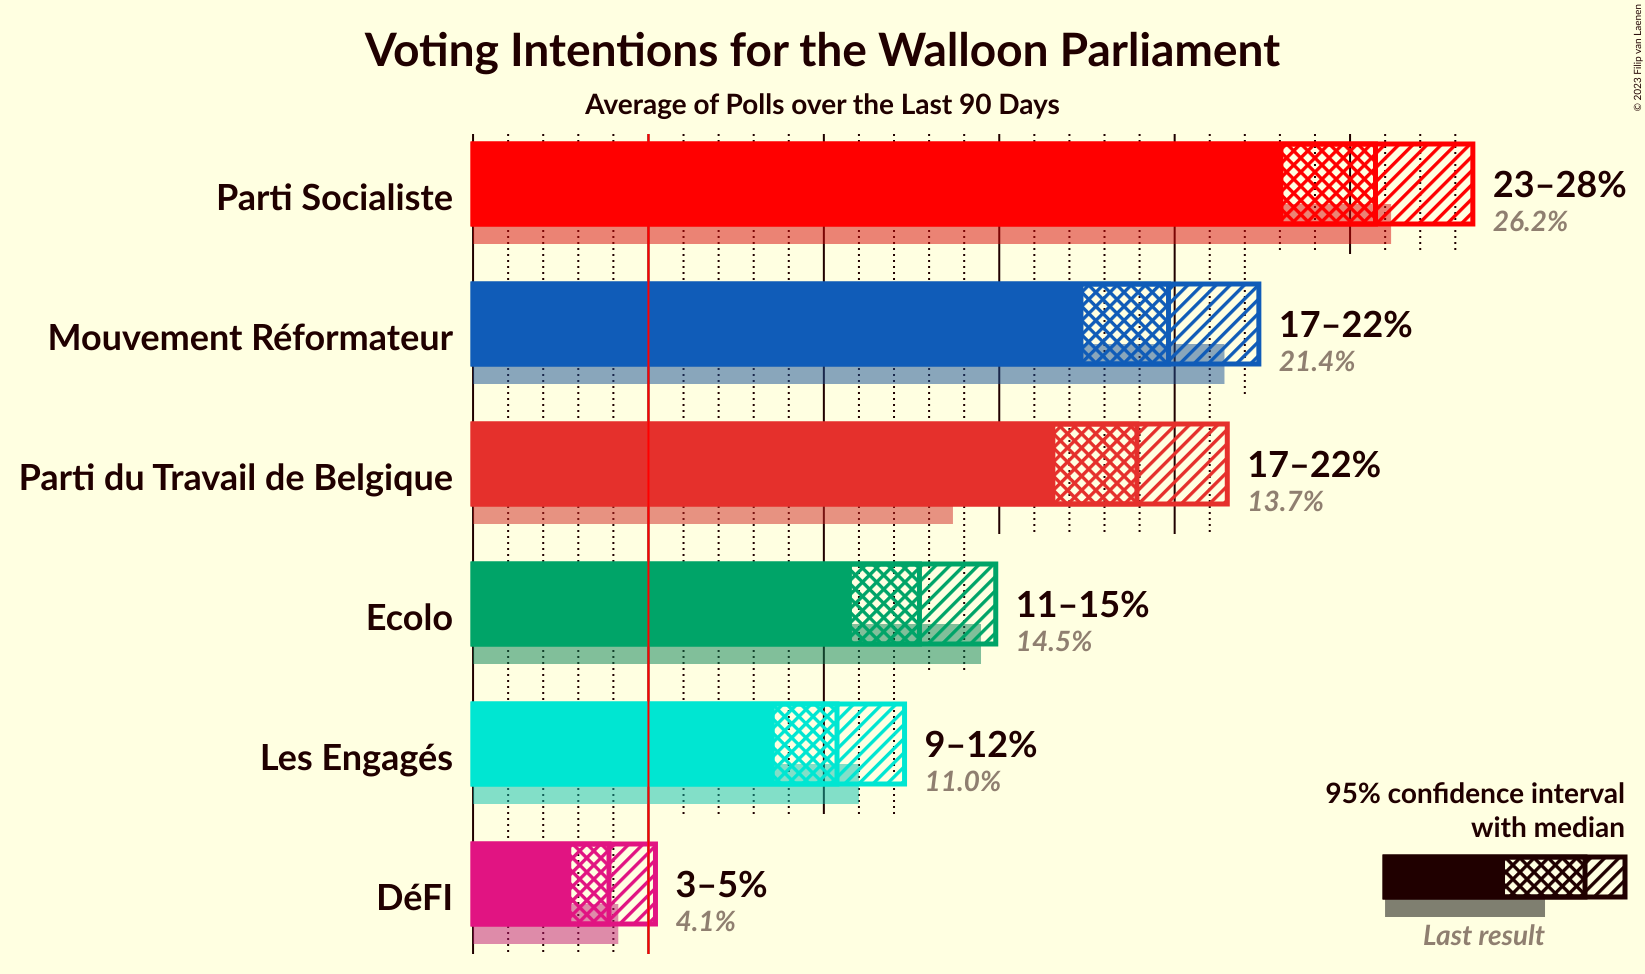 Voting Intentions for the Walloon Parliament
Average of Polls over the Last 90 Days
© 2023 Filip van Laenen
Parti Socialiste
23–28%
26.2%
Mouvement Réformateur
17–22%
21.4%
Parti du Travail de Belgique
17–22%
13.7%
Ecolo
11–15%
14.5%
Les Engagés
9–12%
11.0%
DéFI
3–5%
4.1%
95% confidence interval
with median
Last result